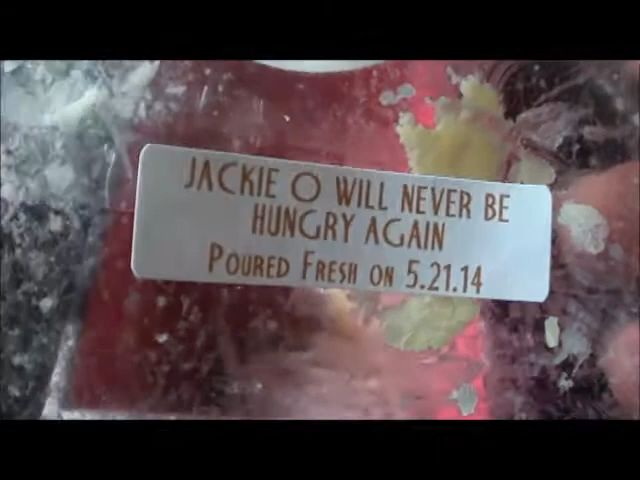 JACKIE O WILL NEVER BE
HUNGRY AGAIN
POURED FRESH ON 5.21.14